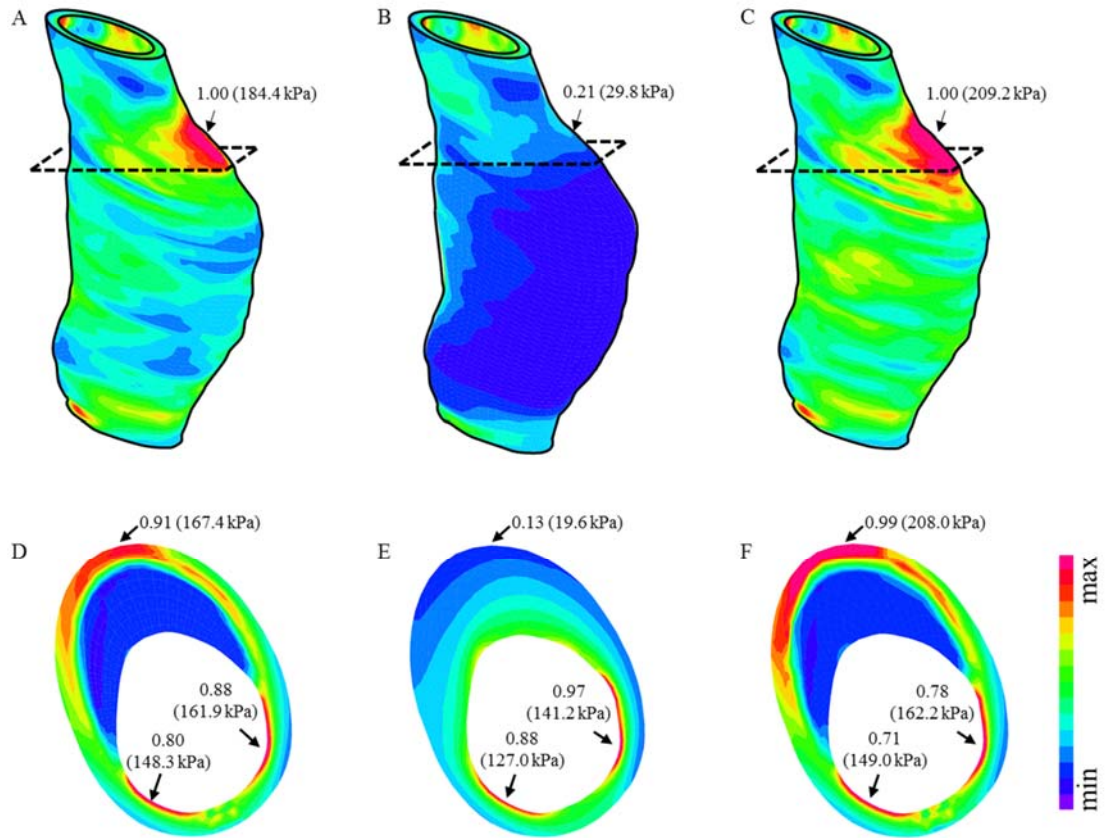 A
B
C
1.00 (184.4 kPa)
0.21 (29.8 kPa)
1.00 (209.2 kPa)
D
E
F
0.91 (167.4 kPa)
0.13 (19.6 kPa)
0.99 (208.0 kPa)
0.88
(161.9 kPa)
0.80
(148.3 kPa)
0.97
(141.2 kPa)
0.88
(127.0 kPa)
0.78
(162.2 kPa)
0.71
(149.0 kPa)
max
min